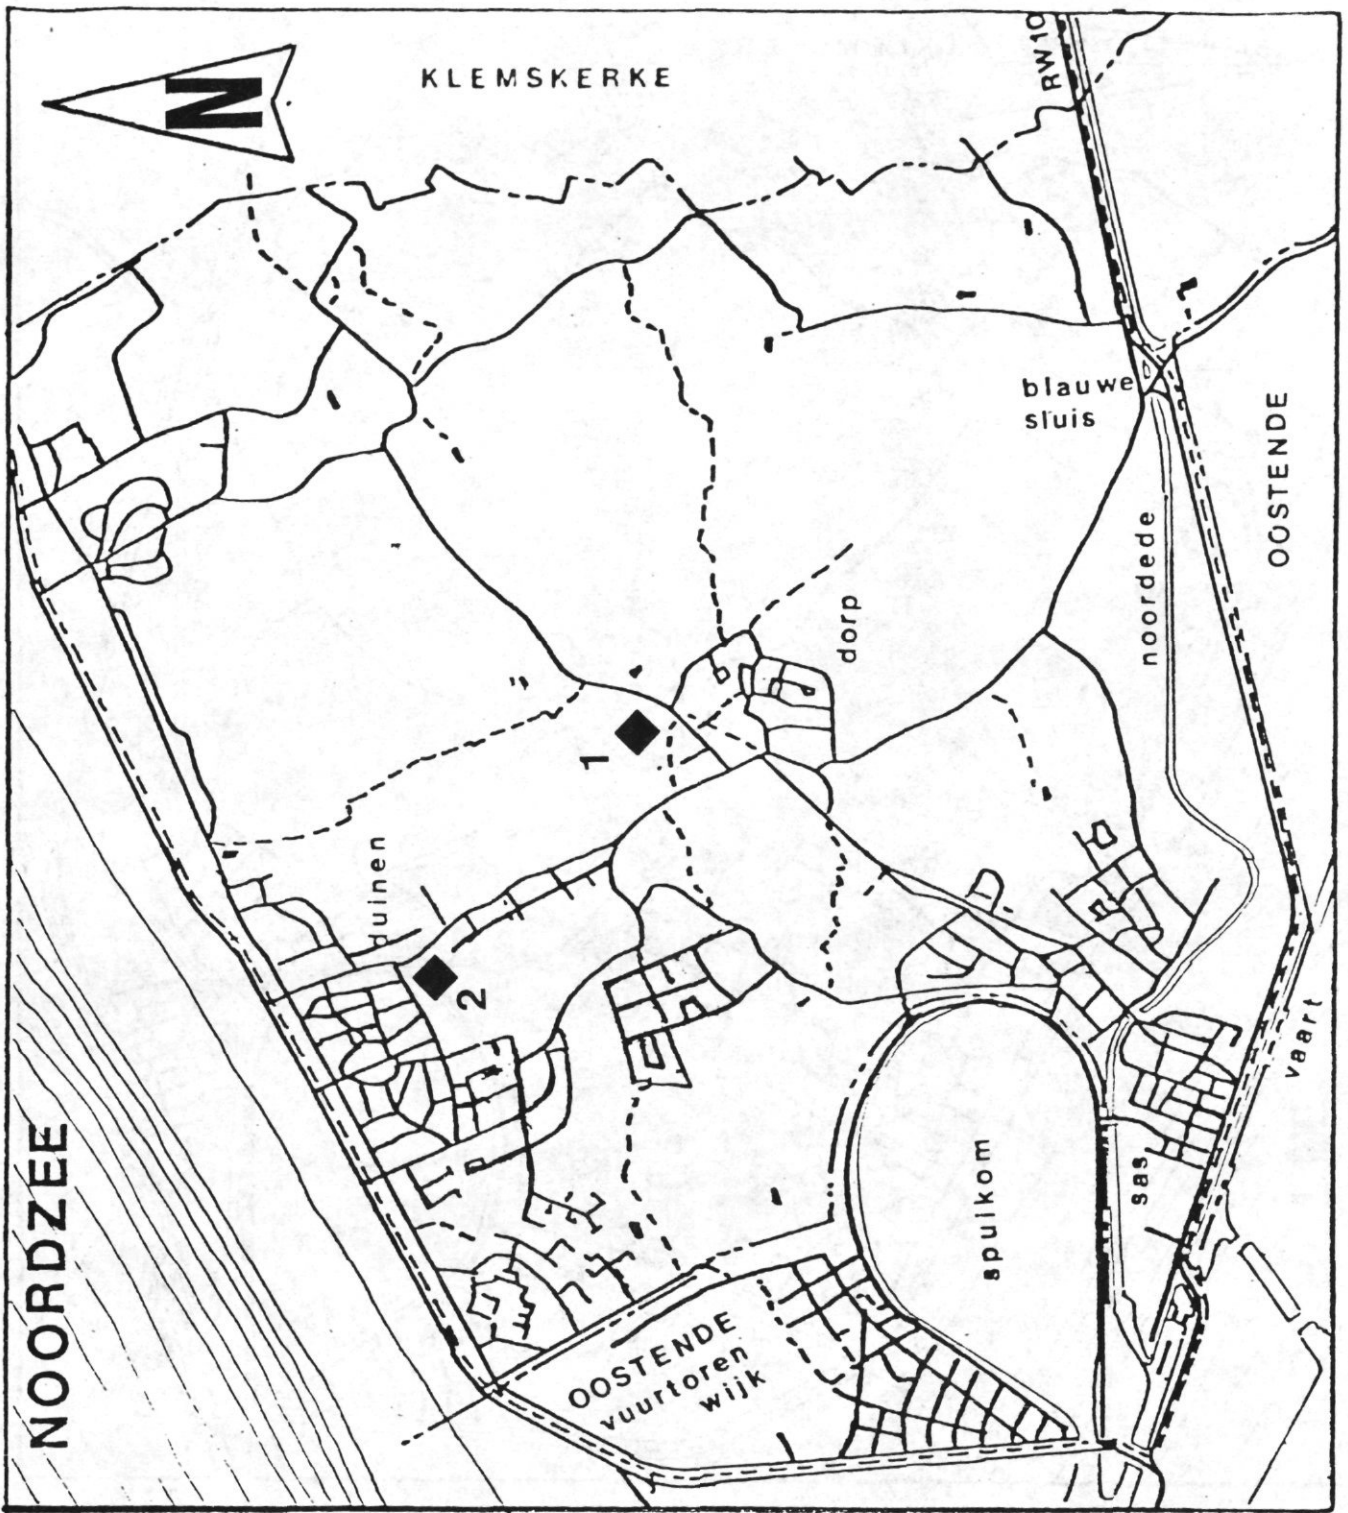 N
KLEMSKERKE
RW10
blauwe
sluis
OOSTENDE
noordede
dorp
1
duinen
2
NOORDZEE
vaart
sas
spuikom
OOSTENDE
vuurtoren
wijk